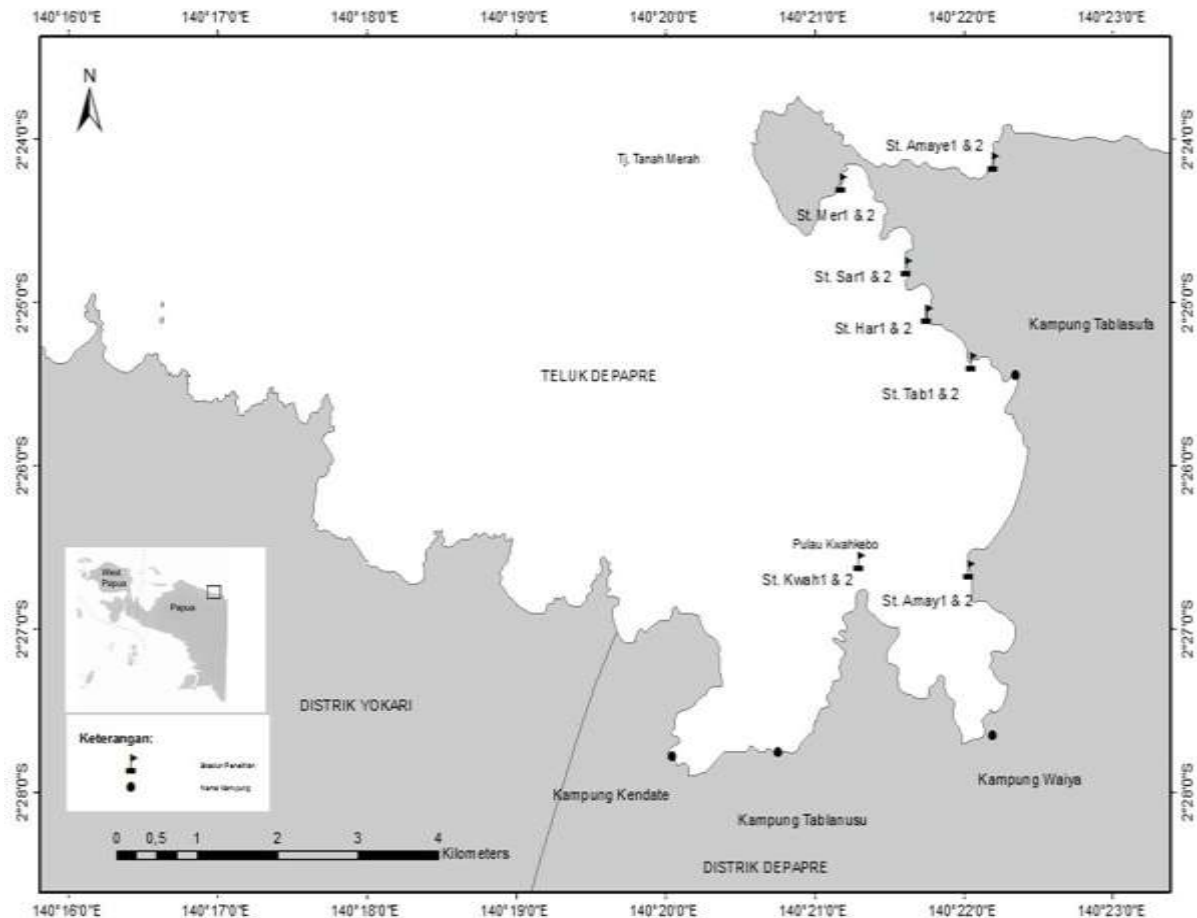 140°16'0"E 140°17'0"E 140°18'0"E 140°19'0"E 140°20'0"E 140°21'0"E 140°22'0"E 140°23'0"E
N
2°24'0"S 2°24'0"S
St. Amaye1 & 2
Tj. Tanah Merah
St. Mer1 & 2
St. Sar1 & 2
2°25'0"S 2°25'0"S
St. Har1 & 2
Kampung Tablasufa
TELUK DEPAPRE
St. Tab1 & 2
2°26'0"S 2°26'0"S
Pulau Kwahkebo
St. Kwah1 & 2
St. Amay1 & 2
West
Papua
Papua
2°27'0"S 2°27'0"S
DISTRIK YOKARI
Keterangan:
Stasiun Penelitian
Nama Kampung
Kampung Waiya
2°28'0"S 2°28'0"S
Kampung Kendate
Kampung Tablanusu
0 0,5 1 2 3 4
Kilometers
DISTRIK DEPAPRE
140°16'0"E 140°17'0"E 140°18'0"E 140°19'0"E 140°20'0"E 140°21'0"E 140°22'0"E 140°23'0"E